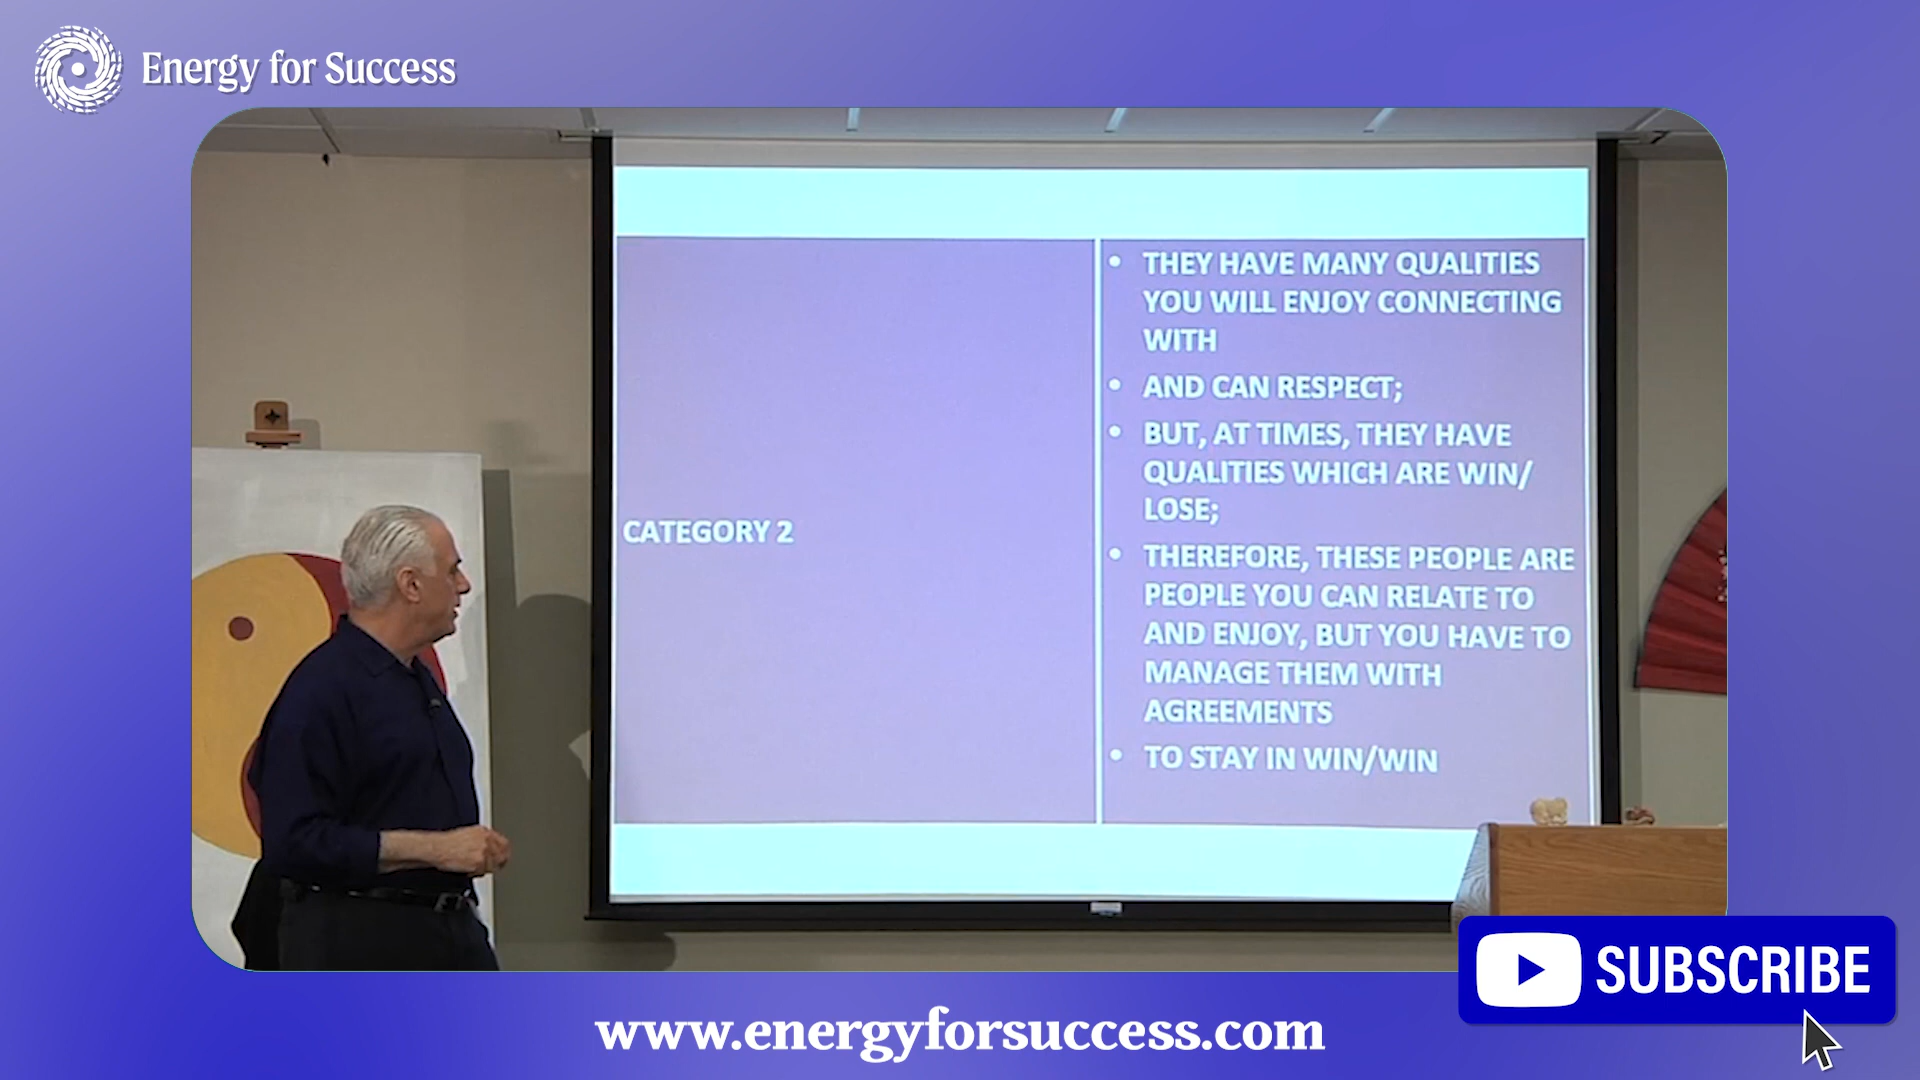 Energy for Success
THEY HAVE MANY QUALITIES
YOU WILL ENJOY CONNECTING
WITH
AND CAN RESPECT;
BUT, AT TIMES, THEY HAVE
QUALITIES WHICH ARE WIN/
LOSE;
CATEGORY 2
THEREFORE, THESE PEOPLE ARE
PEOPLE YOU CAN RELATE TO
AND ENJOY, BUT YOU HAVE TO
MANAGE THEM WITH
AGREEMENTS
TO STAY IN WIN/WIN
SUBSCRIBE
www.energyforsuccess.com